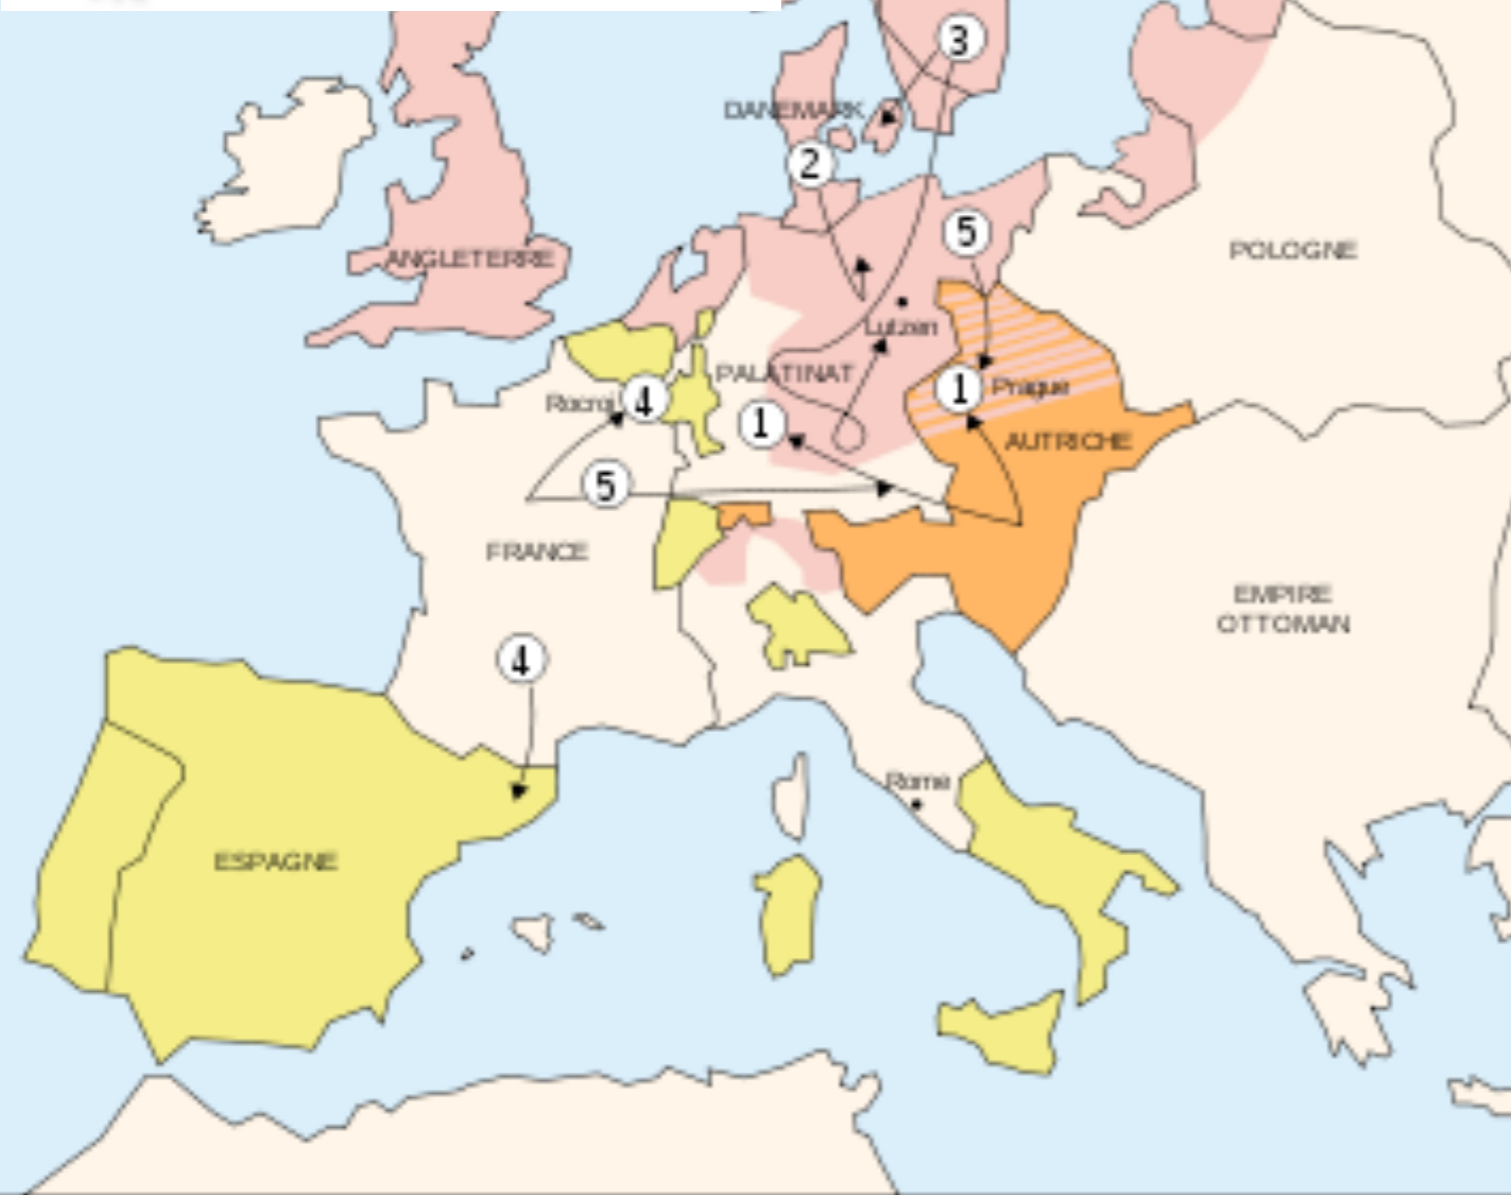 3
DANEMARK
2
5
POLOGNE
ANGLETERRE
Lutzen
PALATINAT
1
Prague
Rocroi
4
1
AUTRICHE
5
FRANCE
EMPIRE
OTTOMAN
4
Rome
ESPAGNE